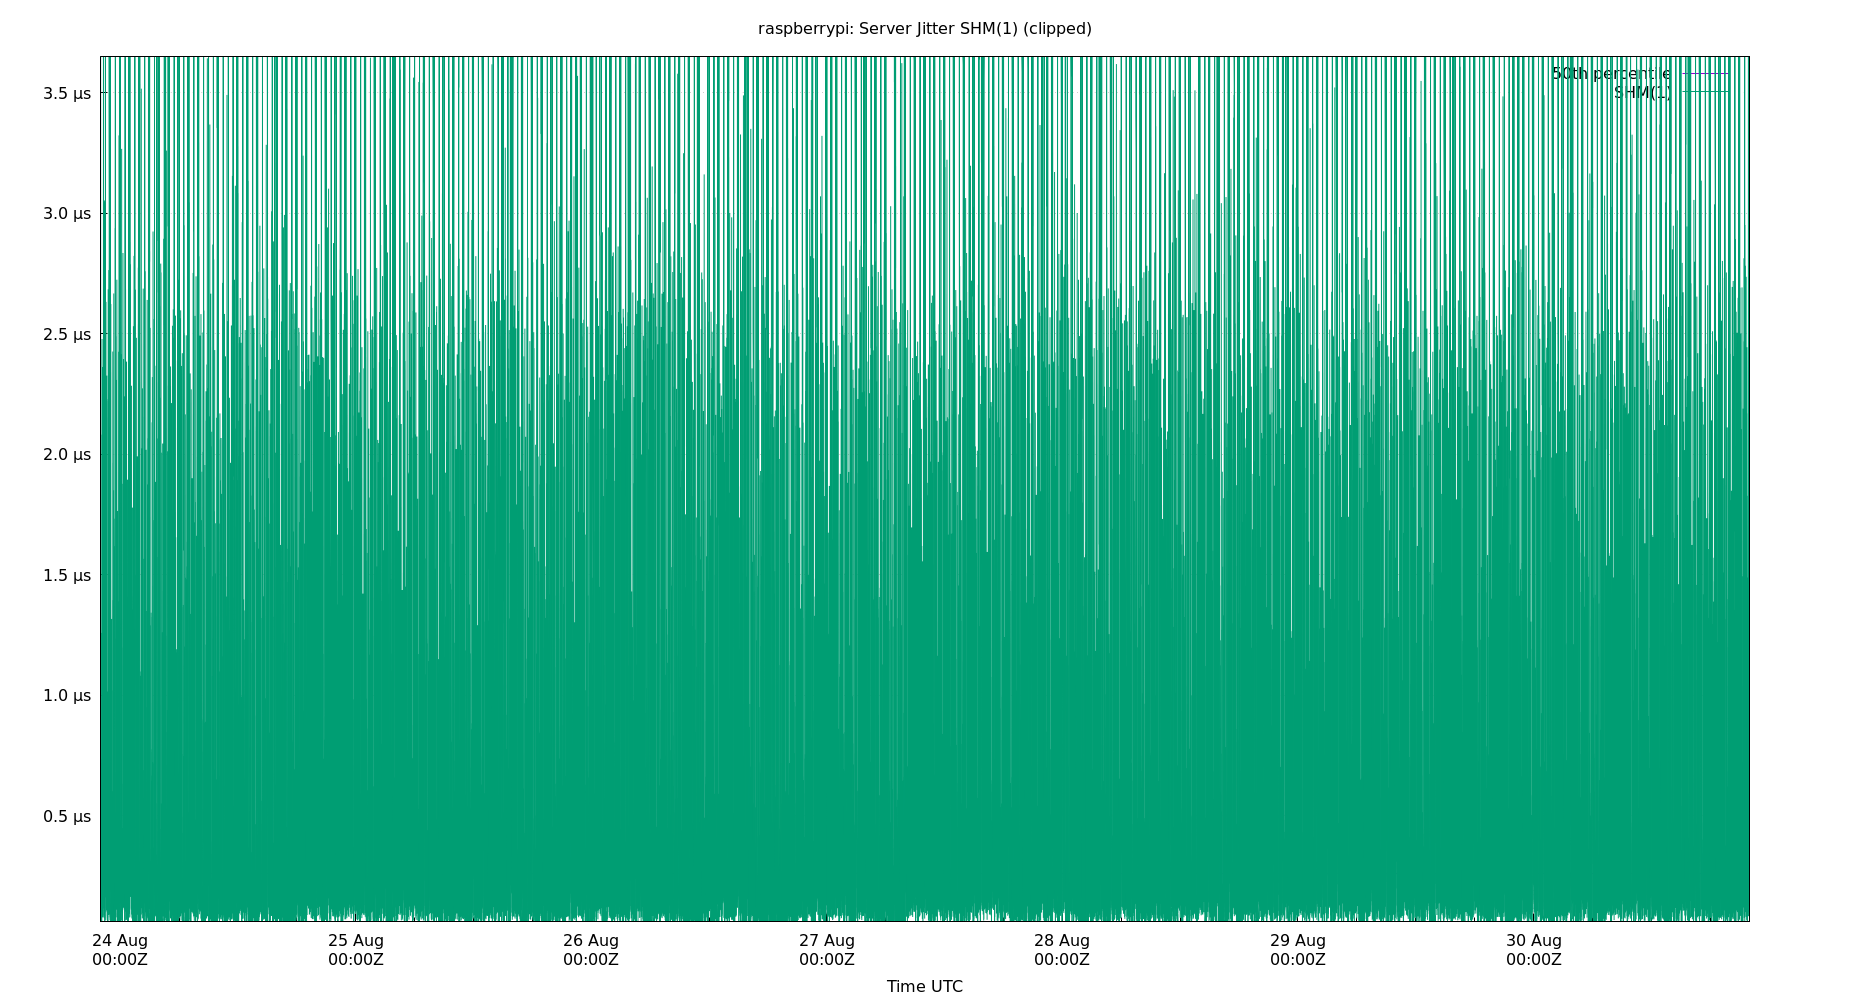 raspberrypi: Server Jitter SHM(1) (clipped)
50th percentile
SHM(1)
3.5 µs
3.0 µs
2.5 µs
2.0 µs
1.5 µs
1.0 µs
0.5 µs
24 Aug 25 Aug 26 Aug 27 Aug 28 Aug 29 Aug 30 Aug
00:00Z 00:00Z 00:00Z 00:00Z 00:00Z 00:00Z 00:00Z
Time UTC